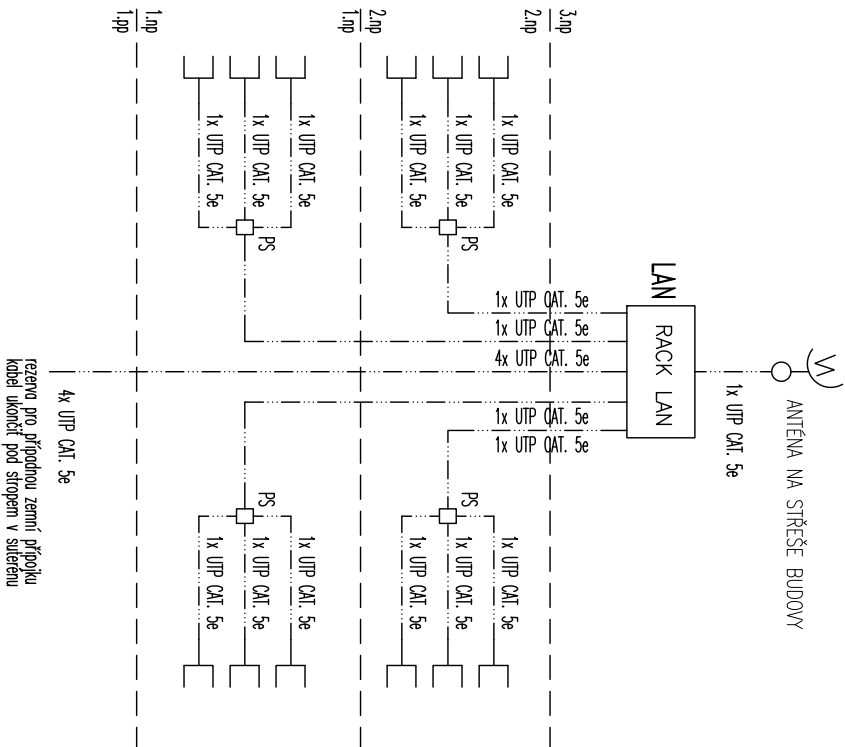 ANTÉNA NA STŘEŠE BUDOVY
1x UTP CAT. 5e
LAN
RACK LAN
3.np
2.np
1x UTP CAT. 5e
1x UTP CAT. 5e
4x UTP CAT. 5e
1x UTP CAT. 5e
1x UTP CAT. 5e
1x UTP CAT. 5e
1x UTP CAT. 5e
1x UTP CAT. 5e
PS
1x UTP CAT. 5e
1x UTP CAT. 5e
1x UTP CAT. 5e
PS
2.np
1.np
1x UTP CAT. 5e
1x UTP CAT. 5e
1x UTP CAT. 5e
PS
1x UTP CAT. 5e
1x UTP CAT. 5e
1x UTP CAT. 5e
PS
1.np
1.pp
4x UTP CAT. 5e
rezerva pro případnou zemní přípojku
kabel ukončit pod stropem v suterénu